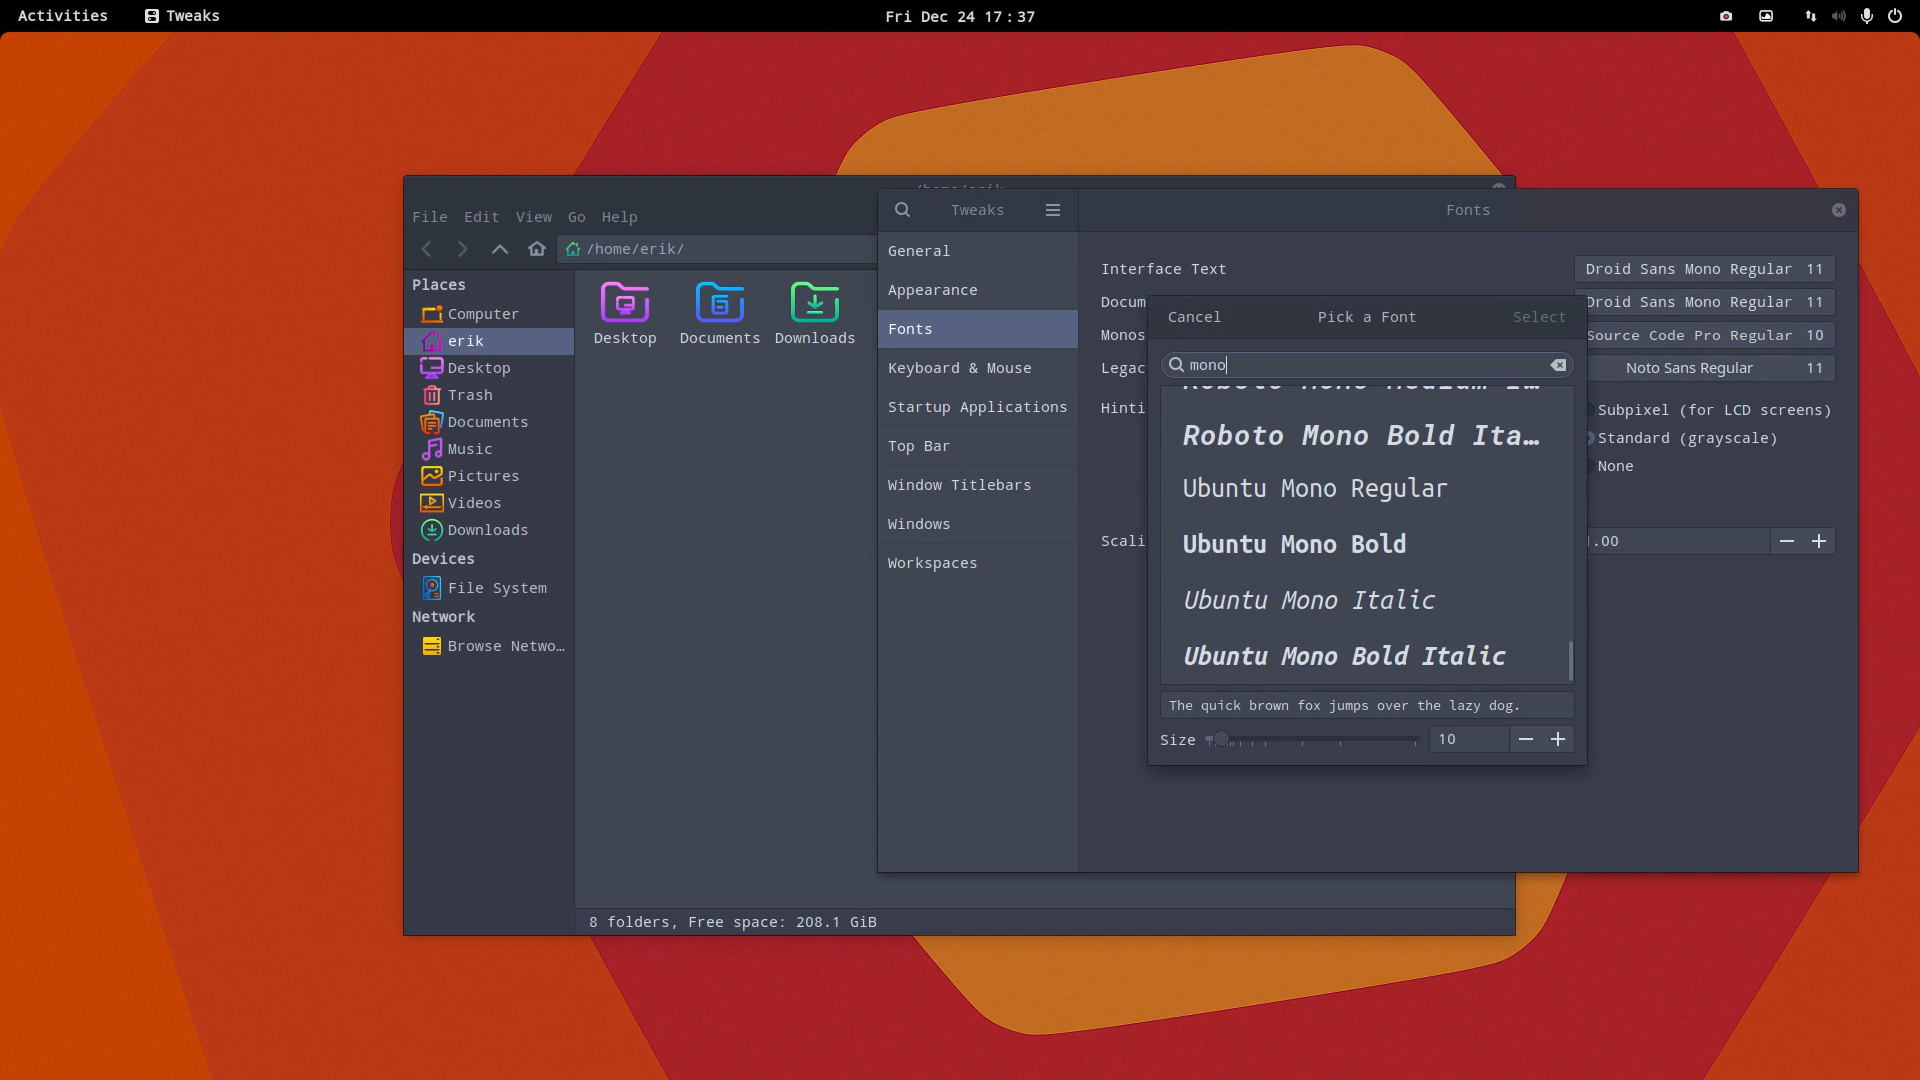 Activities
Tweaks
Fri Dec 24 17:37
/home/erik
File Edit View Go Help
/home/erik/
Places
Computer
erik
Desktop
Trash
Documents
Music
Pictures
Videos
Downloads
Devices
File System
Network
Browse Netwo…
Desktop
Documents
Downloads
8 folders, Free space: 208.1 GiB
Tweaks
Fonts
General
Appearance
Fonts
Keyboard & Mouse
Startup Applications
Top Bar
Window Titlebars
Windows
Workspaces
Interface Text
Droid Sans Mono Regular 11
Docum
Droid Sans Mono Regular 11
Monos
Source Code Pro Regular 10
Legac
Noto Sans Regular 11
Hinti
Subpixel (for LCD screens)
Standard (grayscale)
None
Scali
1.00
Cancel
Pick a Font
Select
mono
Roboto Mono Medium I…
Roboto Mono Bold Ita…
Ubuntu Mono Regular
Ubuntu Mono Bold
Ubuntu Mono Italic
Ubuntu Mono Bold Italic
The quick brown fox jumps over the lazy dog.
Size
10